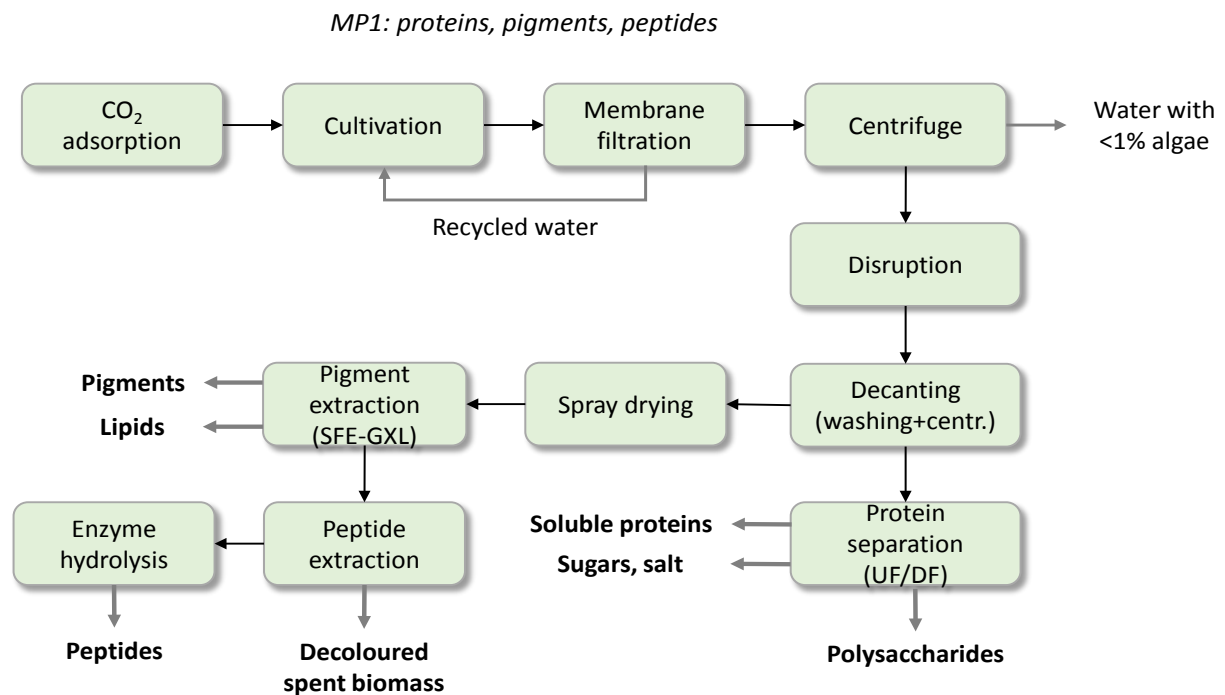 MP1: proteins, pigments, peptides
CO₂
adsorption
Cultivation
Membrane
filtration
Centrifuge
Water with
<1% algae
Recycled water
Disruption
Pigments
Lipids
Pigment
extraction
(SFE-GXL)
Spray drying
Decanting
(washing+centr.)
Enzyme
hydrolysis
Peptide
extraction
Soluble proteins
Sugars, salt
Protein
separation
(UF/DF)
Peptides
Decoloured
spent biomass
Polysaccharides